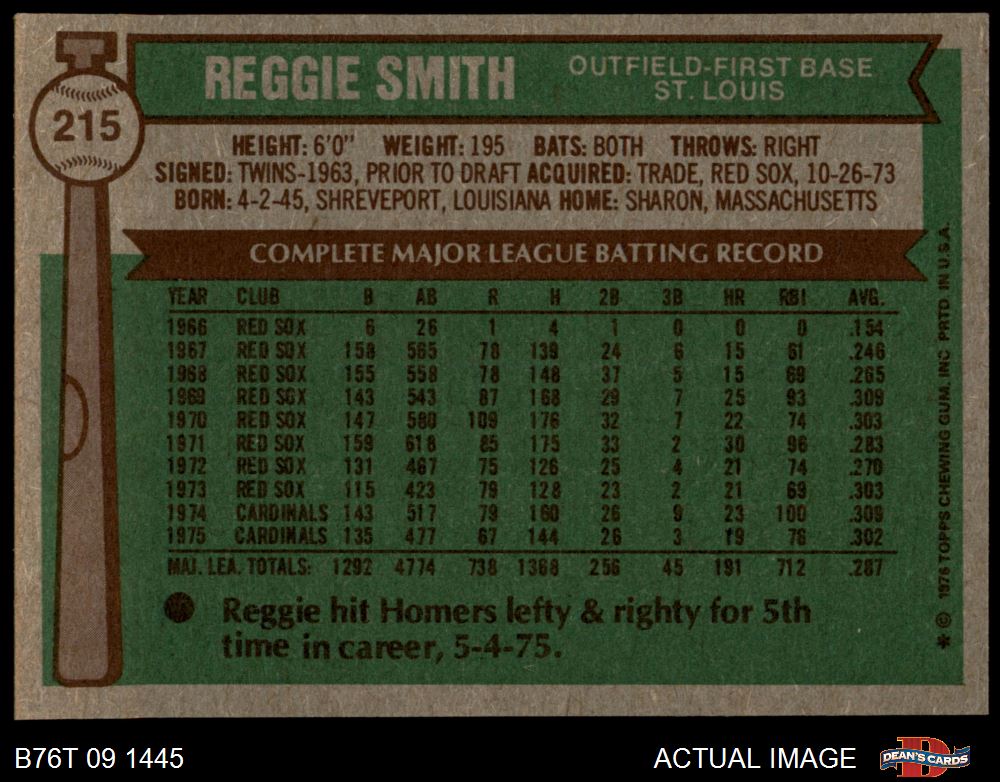 REGGIE SMITH
OUTFIELD-FIRST BASE
ST. LOUIS
215
HEIGHT: 6'0" WEIGHT: 195 BATS: BOTH THROWS: RIGHT
SIGNED: TWINS-1963, PRIOR TO DRAFT ACQUIRED: TRADE, RED SOX, 10-26-73
BORN: 4-2-45, SHREVEPORT, LOUISIANA HOME: SHARON, MASSACHUSETTS
COMPLETE MAJOR LEAGUE BATTING RECORD
YEAR CLUB G AB R H 2B 3B HR RBI AVG.
1966 RED SOX 6 26 1 4 1 0 0 0 .154
1967 RED SOX 158 565 78 139 24 6 15 61 .246
1968 RED SOX 155 558 78 148 37 5 15 69 .265
1969 RED SOX 143 543 87 168 29 7 25 93 .309
1970 RED SOX 147 580 109 176 32 7 22 74 .303
1971 RED SOX 159 618 85 175 33 2 30 96 .283
1972 RED SOX 131 467 75 126 25 4 21 74 .270
1973 RED SOX 115 423 79 128 23 2 21 69 .303
1974 CARDINALS 143 517 79 160 26 9 23 100 .309
1975 CARDINALS 135 477 67 144 26 3 19 76 .302
MAJ. LEA. TOTALS: 1292 4774 738 1368 256 45 191 712 .287
Reggie hit Homers lefty & righty for 5th
time in career, 5-4-75.
* © 1976 TOPPS CHEWING GUM, INC PRTD IN U.S.A.
B76T 09 1445
ACTUAL IMAGE
DEAN'S CARDS